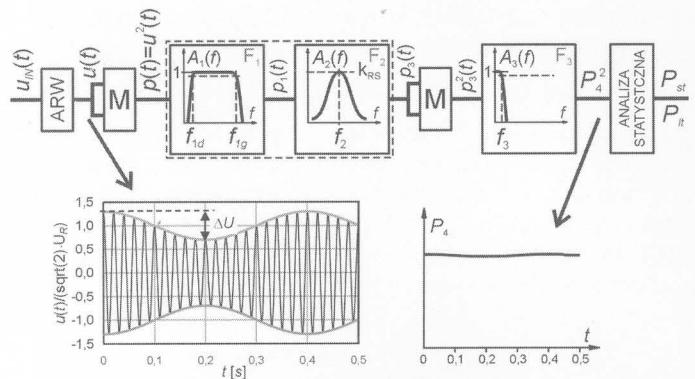 u_IN(t)
ARW
u(t)
M
p(t)=u²(t)
A₁(f)
F₁
1
f
f_1d
f_1g
p₁(t)
A₂(f)
F₂
K_RS
f
f₂
p₃(t)
M
p₃²(t)
A₃(f)
F₃
1
f
f₃
P₄²
ANALIZA
STATYSTCZNA
P_st
P_lt
u(t)/(sqrt(2)·U_R)
1,5
1,0
0,5
0,0
-0,5
-1,0
-1,5
ΔU
0
0,1
0,2
0,3
0,4
0,5
t [s]
P₄
t
0
0,1
0,2
0,3
0,4
0,5